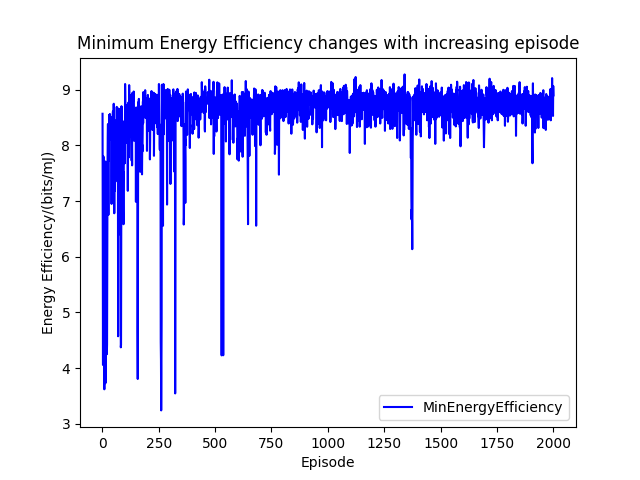 Minimum Energy Efficiency changes with increasing episode
9
8
7
6
5
4
3
Energy Efficiency/(bits/mJ)
MinEnergyEfficiency
0 250 500 750 1000 1250 1500 1750 2000
Episode